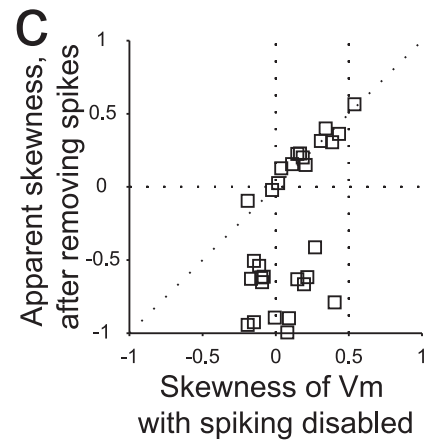 C
Apparent skewness,
after removing spikes
1
0.5
0
-0.5
-1
-1 -0.5 0 0.5 1
Skewness of Vm
with spiking disabled